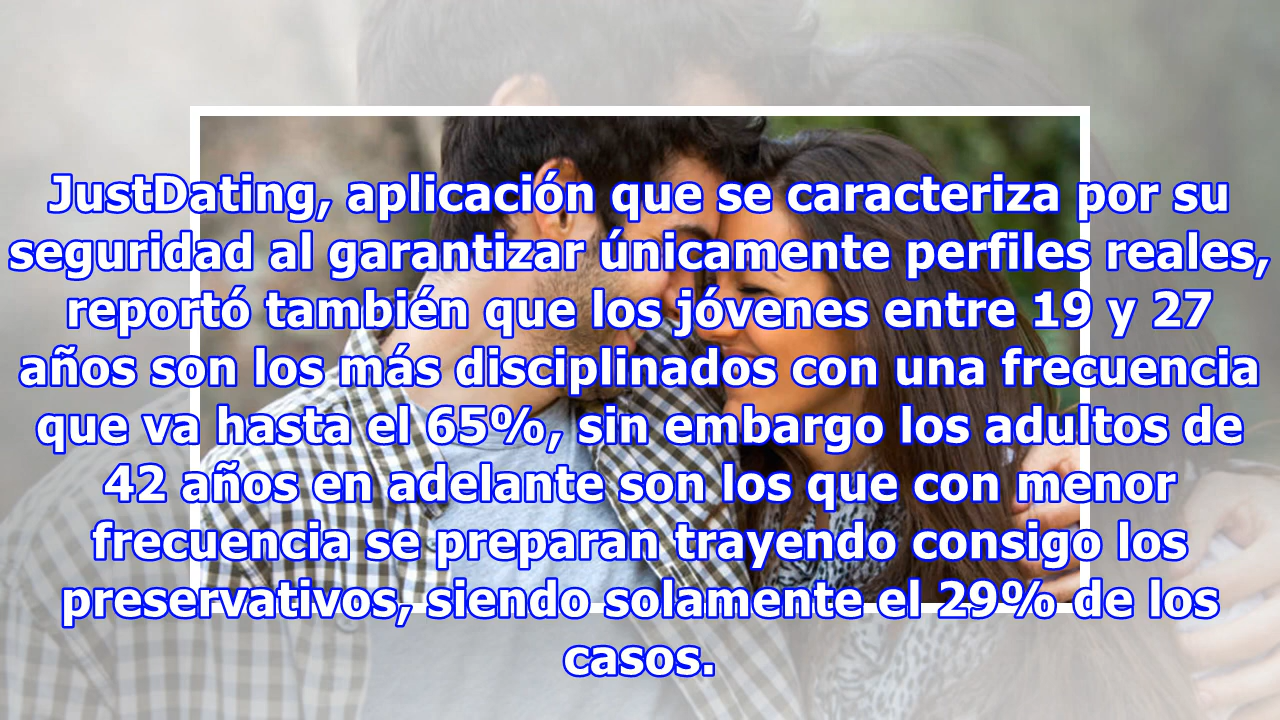 JustDating, aplicación que se caracteriza por su
seguridad al garantizar únicamente perfiles reales,
reportó también que los jóvenes entre 19 y 27
años son los más disciplinados con una frecuencia
que va hasta el 65%, sin embargo los adultos de
42 años en adelante son los que con menor
frecuencia se preparan trayendo consigo los
preservativos, siendo solamente el 29% de los
casos.